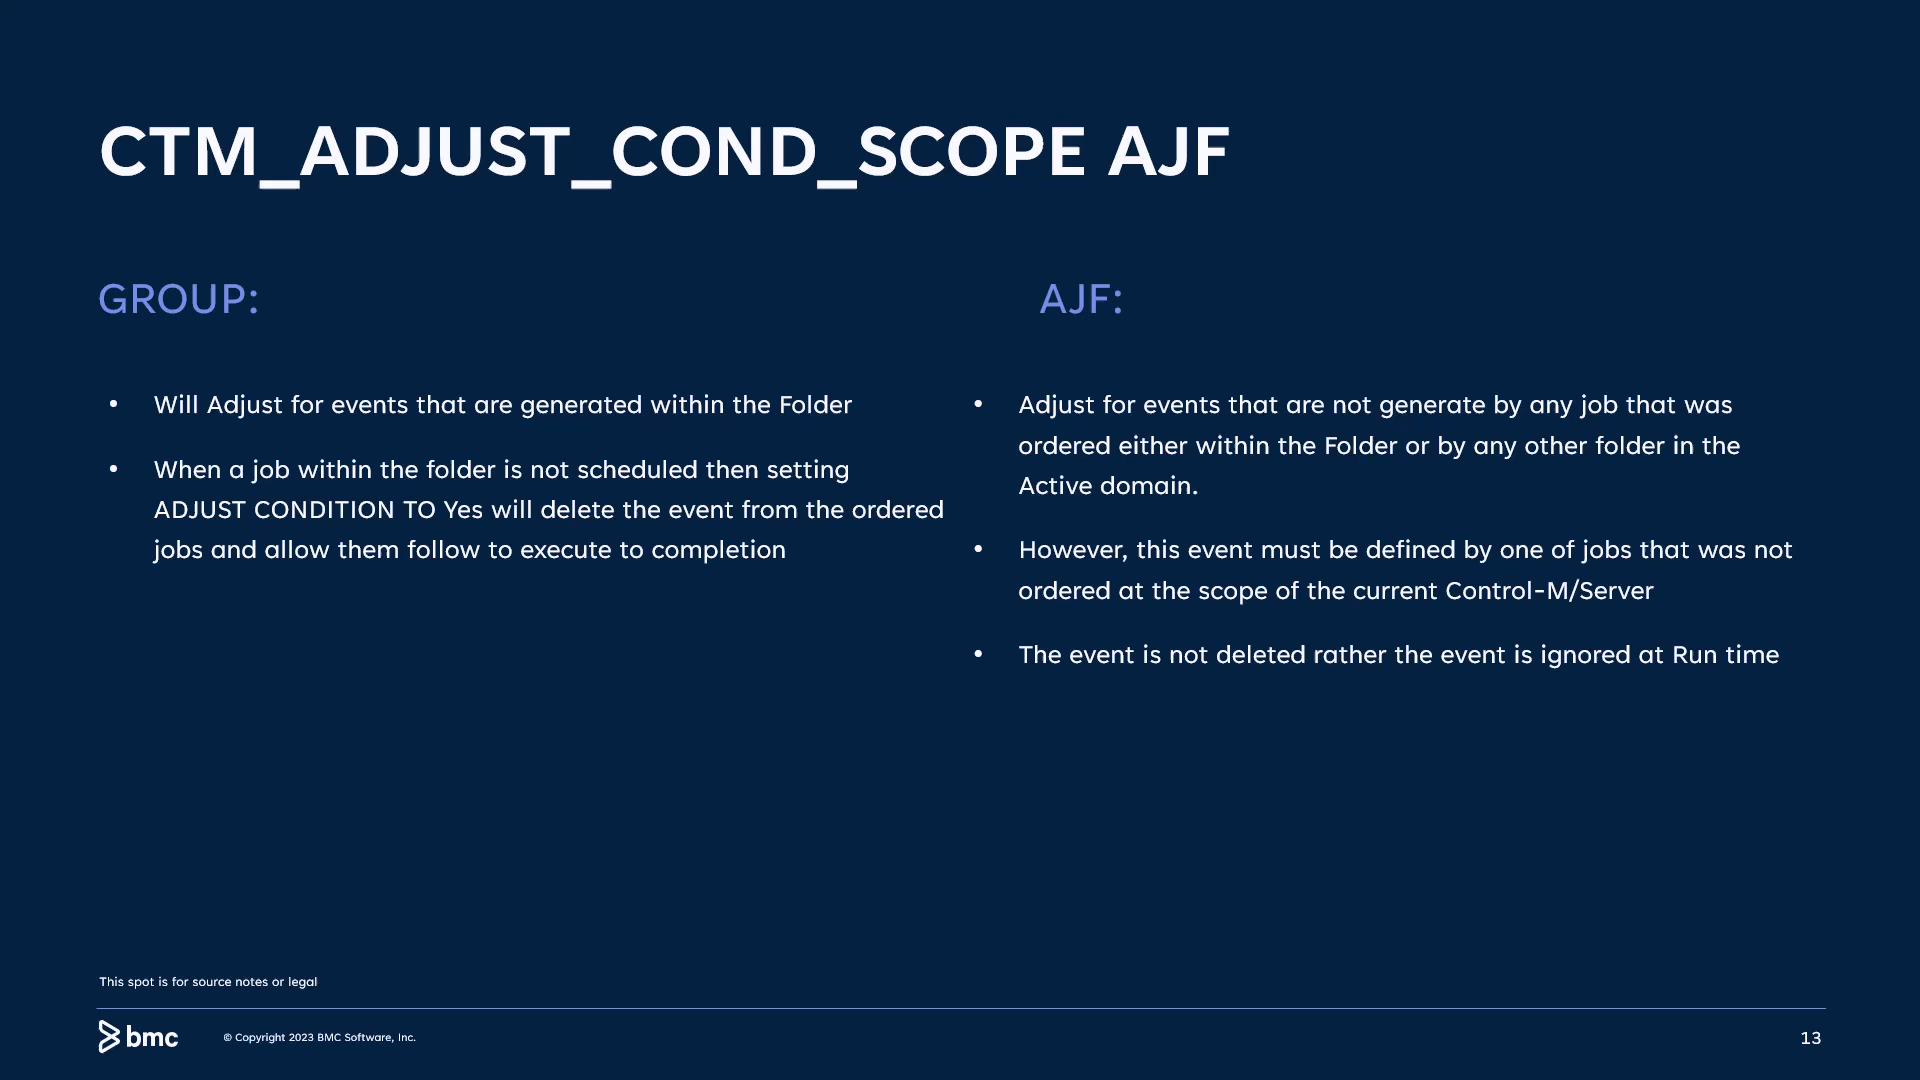 CTM_ADJUST_COND_SCOPE AJF
GROUP:
• Will Adjust for events that are generated within the Folder
• When a job within the folder is not scheduled then setting
ADJUST CONDITION TO Yes will delete the event from the ordered
jobs and allow them follow to execute to completion
AJF:
• Adjust for events that are not generate by any job that was
ordered either within the Folder or by any other folder in the
Active domain.
• However, this event must be defined by one of jobs that was not
ordered at the scope of the current Control-M/Server
• The event is not deleted rather the event is ignored at Run time
This spot is for source notes or legal
bmc
© Copyright 2023 BMC Software, Inc.
13